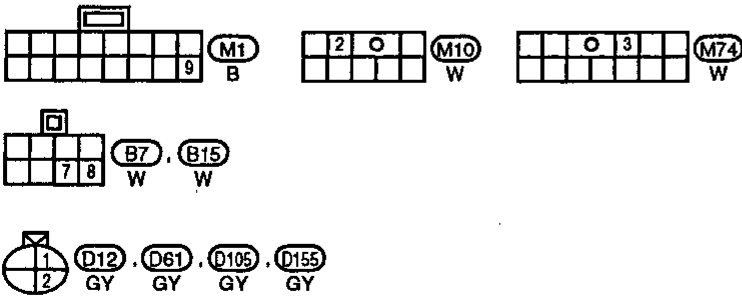 2 3
M1 M10 M74
9
B W W
B7 , B15
7 8
W W
1
D12 , D61 , D105 , D155
2
GY GY GY GY